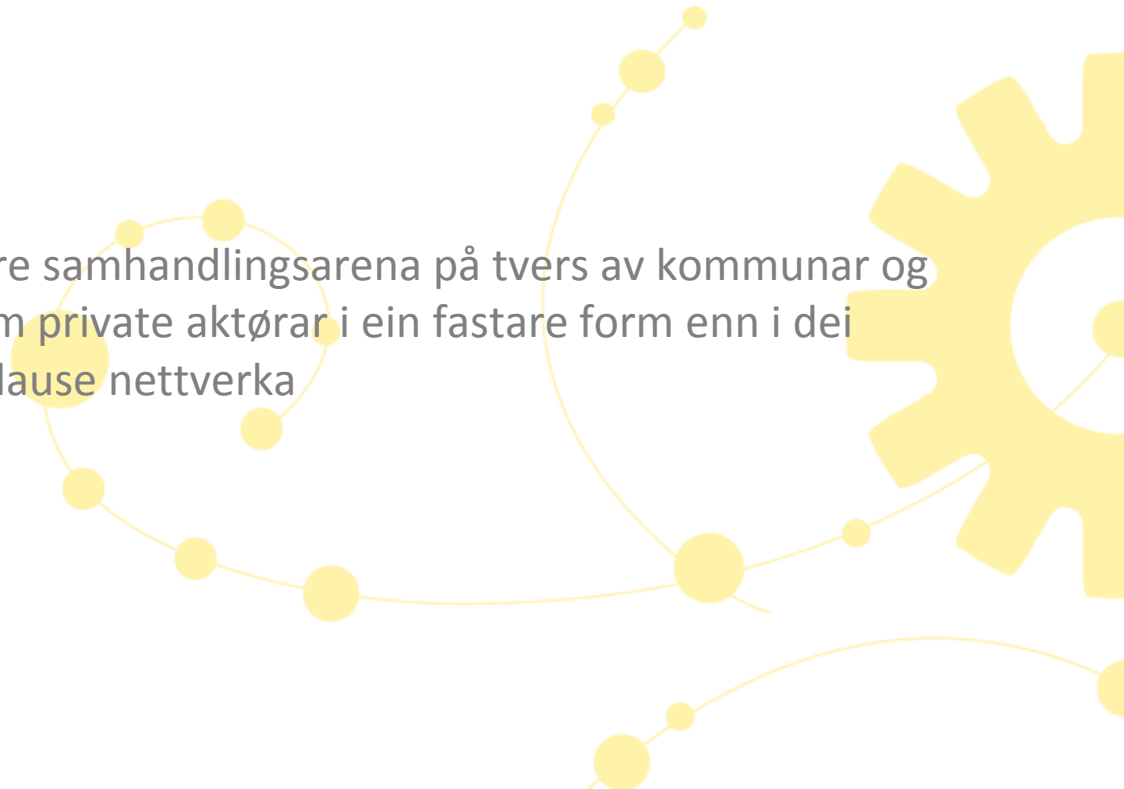 re samhandlingsarena på tvers av kommunar og
m private aktørar i ein fastare form enn i dei
lause nettverka